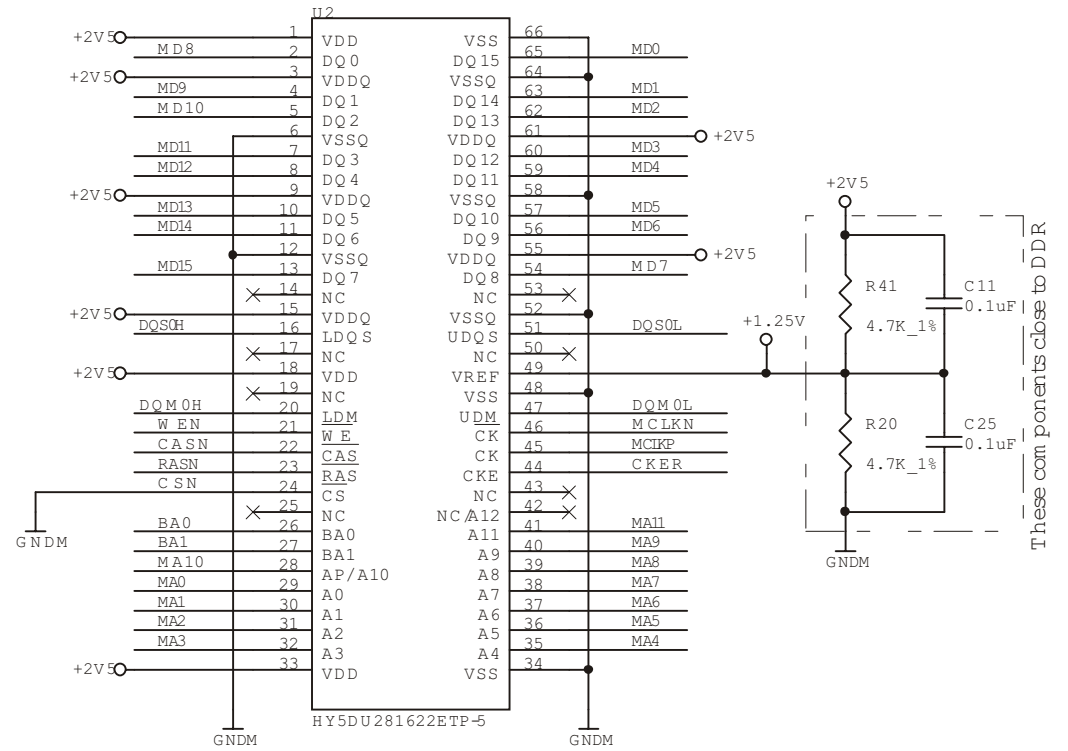 U2
+2V5 1 VDD VSS 66
MD8 2 DQ0 DQ15 65 MD0
+2V5 3 VDDQ VSSQ 64
MD9 4 DQ1 DQ14 63 MD1
MD10 5 DQ2 DQ13 62 MD2
6 VSSQ VDDQ 61 +2V5
MD11 7 DQ3 DQ12 60 MD3
MD12 8 DQ4 DQ11 59 MD4
+2V5 9 VDDQ VSSQ 58
MD13 10 DQ5 DQ10 57 MD5
MD14 11 DQ6 DQ9 56 MD6
12 VSSQ VDDQ 55 +2V5
MD15 13 DQ7 DQ8 54 MD7
14 NC NC 53
+2V5 15 VDDQ VSSQ 52
DQS0H 16 LDQS UDQS 51 DQS0L
17 NC NC 50
+2V5 18 VDD VREF 49 +1.25V
19 NC VSS 48
DQM0H 20 LDM UDM 47 DQM0L
WEN 21 WE CK 46 MCLKN
CASN 22 CAS CK 45 MCLKP
RASN 23 RAS CKE 44 CKER
CSN 24 CS NC 43
25 NC NC/A12 42
BA0 26 BA0 A11 41 MA11
BA1 27 BA1 A9 40 MA9
MA10 28 AP/A10 A8 39 MA8
MA0 29 A0 A7 38 MA7
MA1 30 A1 A6 37 MA6
MA2 31 A2 A5 36 MA5
MA3 32 A3 A4 35 MA4
+2V5 33 VDD VSS 34
HY5DU281622ETP-5
GNDM
GNDM
GNDM
+2V5
R41
4.7K_1%
C11
0.1uF
R20
4.7K_1%
C25
0.1uF
GNDM
These components close to DDR